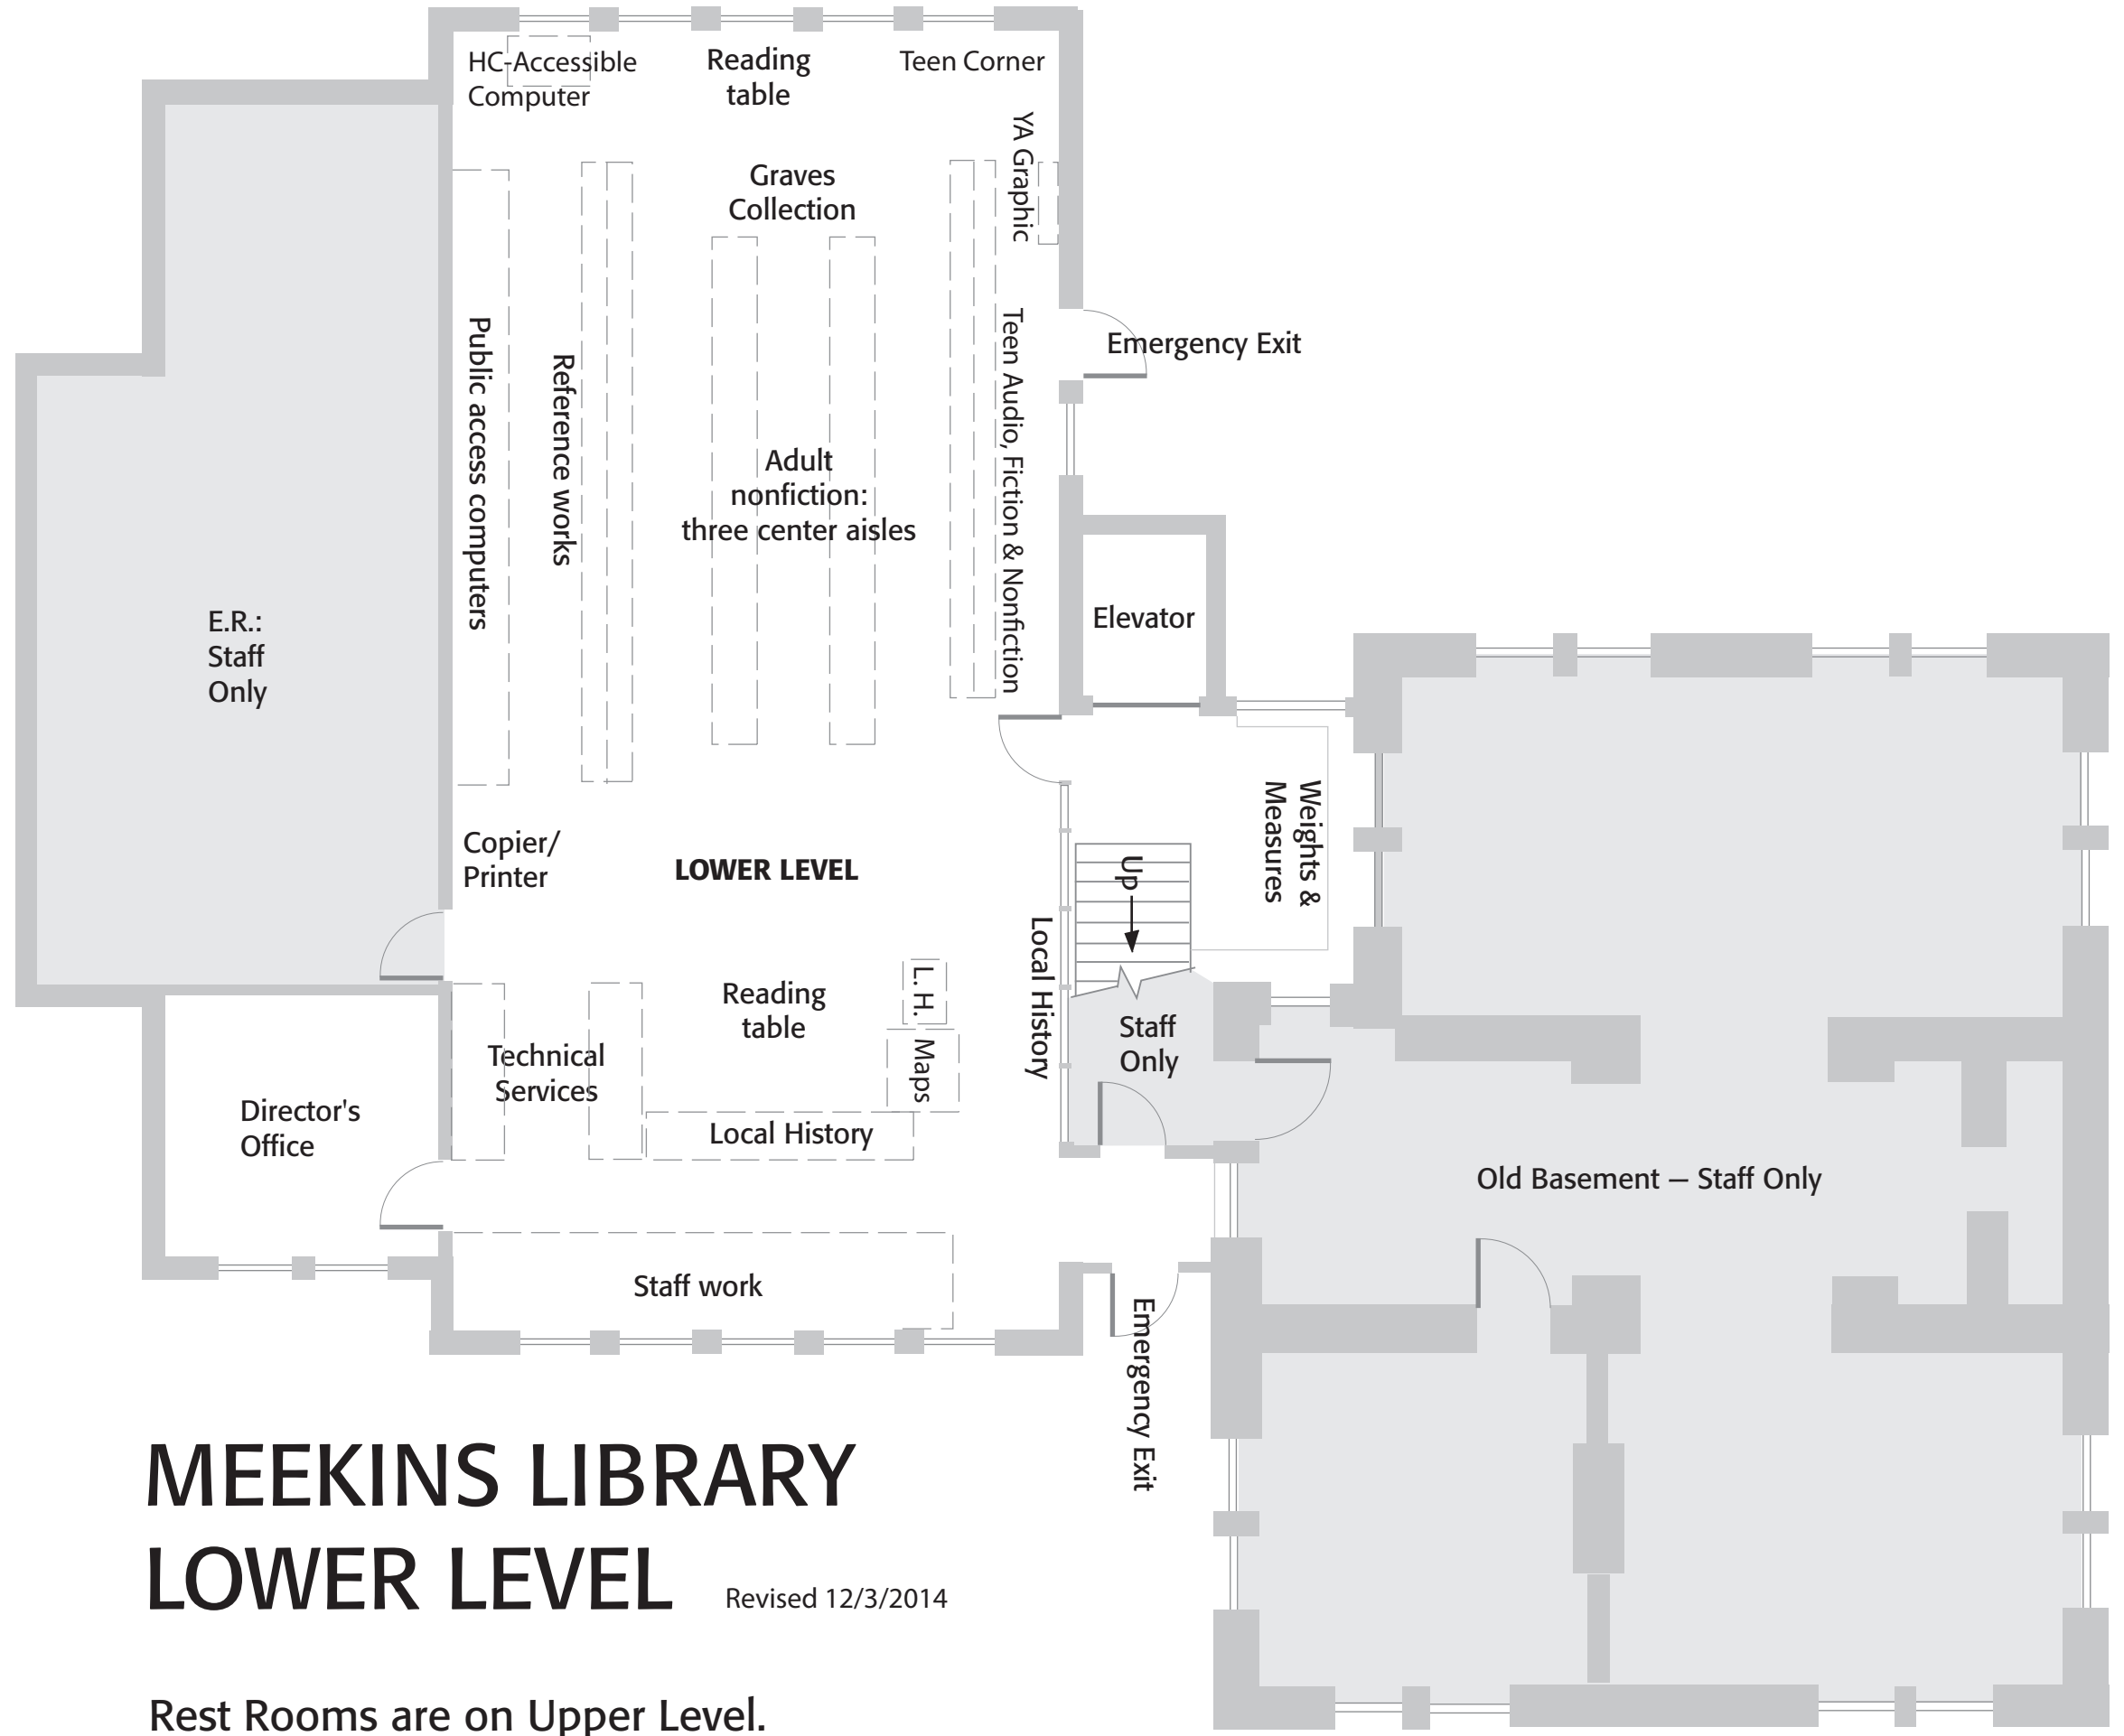 HC-Accessible
Computer
Reading
table
Teen Corner
YA Graphic
Graves
Collection
Public access computers
Reference works
Adult
nonfiction:
three center aisles
Teen Audio, Fiction & Nonfiction
Emergency Exit
Elevator
E.R.:
Staff
Only
Weights &
Measures
Copier/
Printer
LOWER LEVEL
Up
Local History
L. H.
Maps
Reading
table
Staff
Only
Technical
Services
Local History
Director's
Office
Old Basement — Staff Only
Staff work
Emergency Exit
MEEKINS LIBRARY
LOWER LEVEL
Revised 12/3/2014
Rest Rooms are on Upper Level.